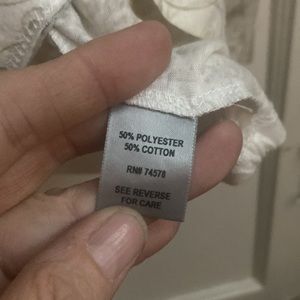 50% POLYESTER
50% COTTON
RN# 74578
SEE REVERSE
FOR CARE